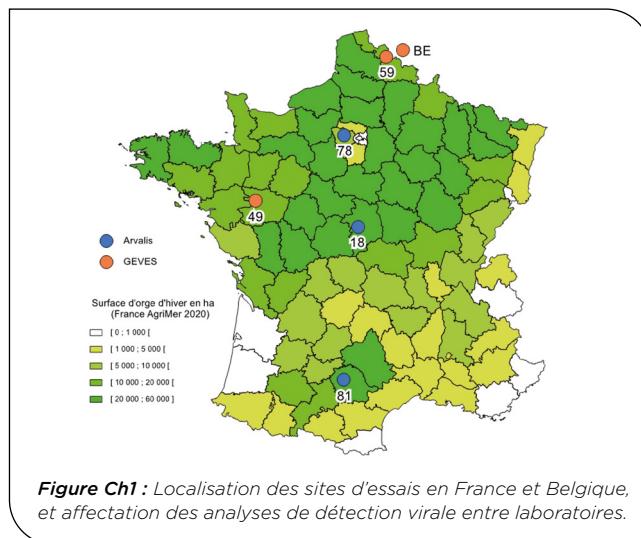 BE
59
78
49
18
Arvalis
GEVES
Surface d'orge d'hiver en ha
(France AgriMer 2020)
[ 0 ; 1 000 [
[ 1 000 ; 5 000 [
[ 5 000 ; 10 000 [
[ 10 000 ; 20 000 [
[ 20 000 ; 60 000 ]
81
Figure Ch1 : Localisation des sites d'essais en France et Belgique,
et affectation des analyses de détection virale entre laboratoires.